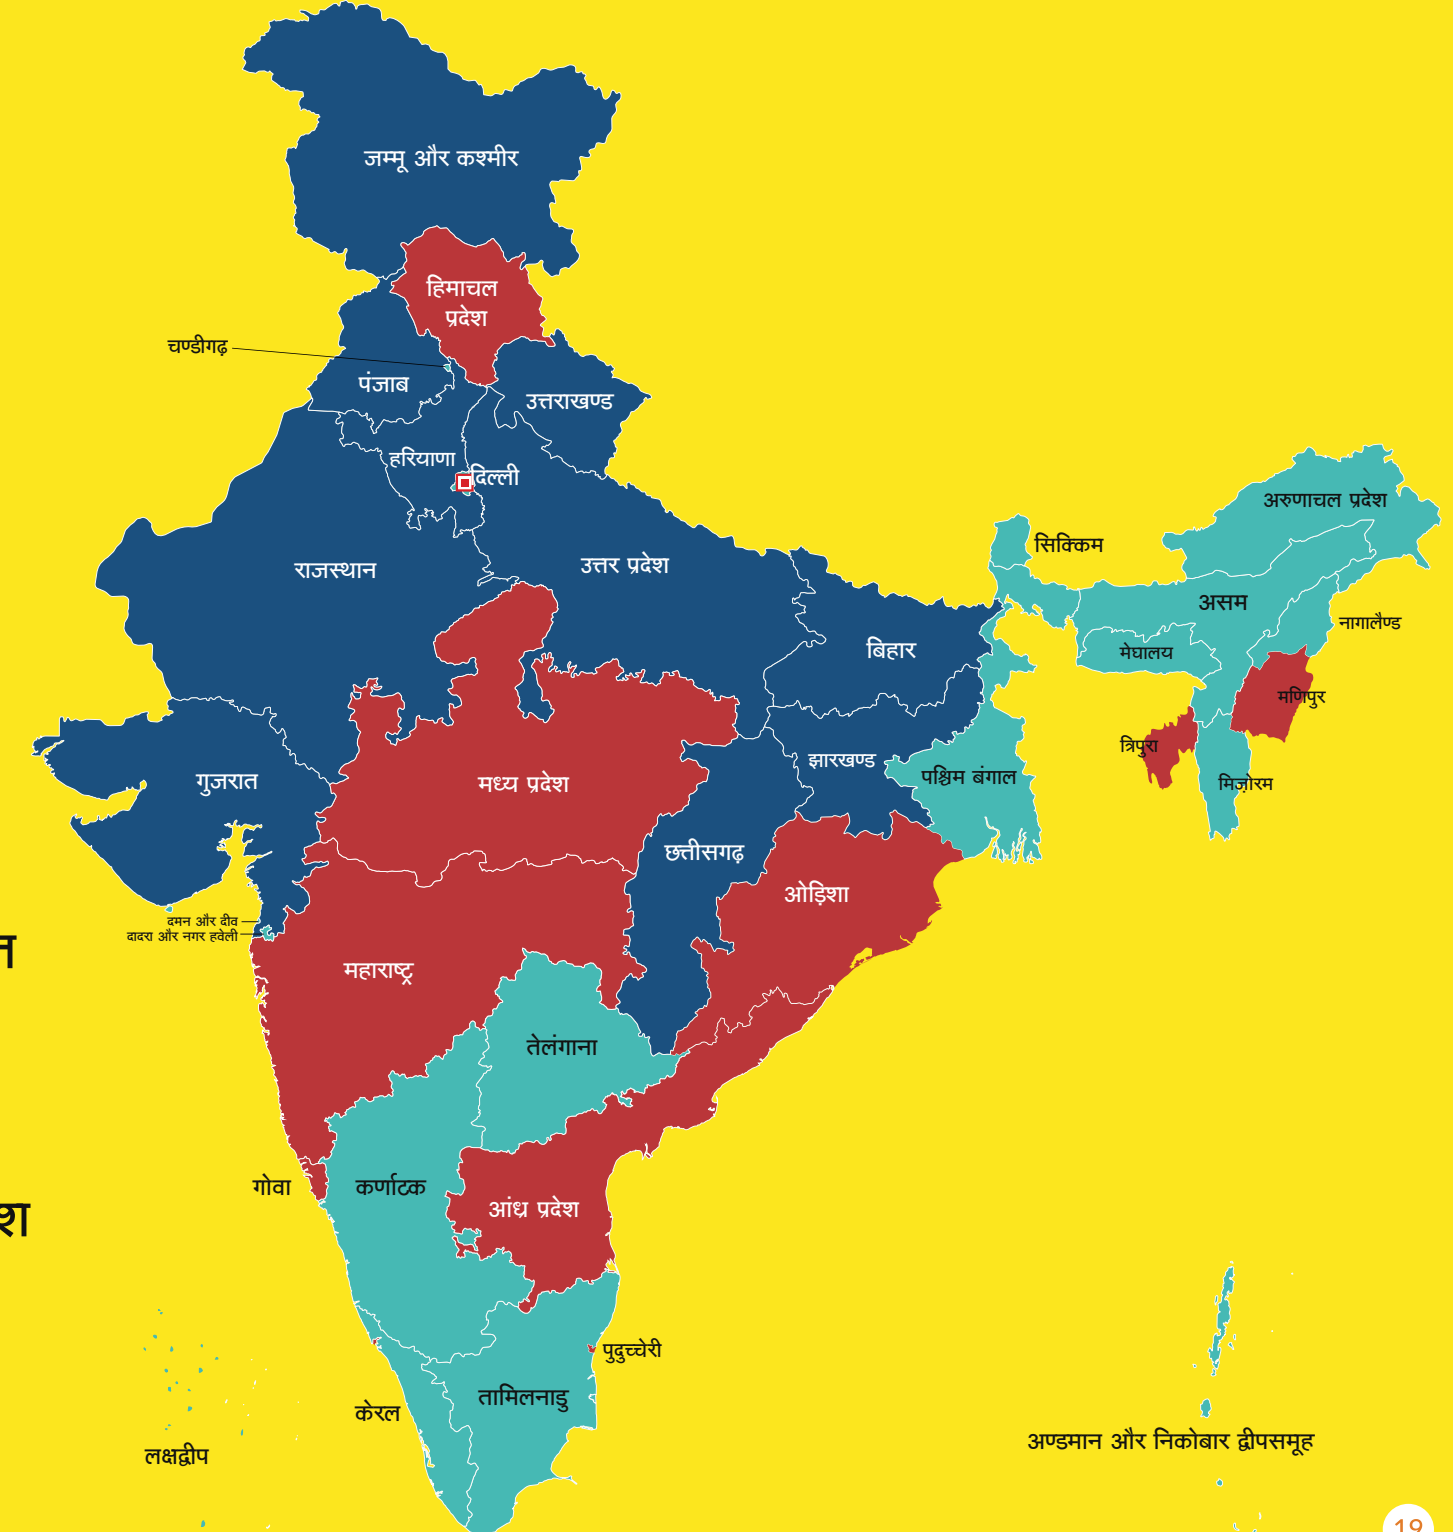 जम्मू और कश्मीर
हिमाचल
प्रदेश
चण्डीगढ़
पंजाब
उत्तराखण्ड
हरियाणा
दिल्ली
अरुणाचल प्रदेश
सिक्किम
राजस्थान
उत्तर प्रदेश
असम
नागालैण्ड
बिहार
मेघालय
मणिपुर
त्रिपुरा
झारखण्ड
पश्चिम बंगाल
गुजरात
मध्य प्रदेश
मिज़ोरम
छत्तीसगढ़
ओड़िशा
दमन और दीव
दादरा और नगर हवेली
त
महाराष्ट्र
तेलंगाना
गोवा
कर्णाटक
आंध्र प्रदेश
श
पुदुच्चेरी
तामिलनाडु
केरल
लक्षद्वीप
अण्डमान और निकोबार द्वीपसमूह
19